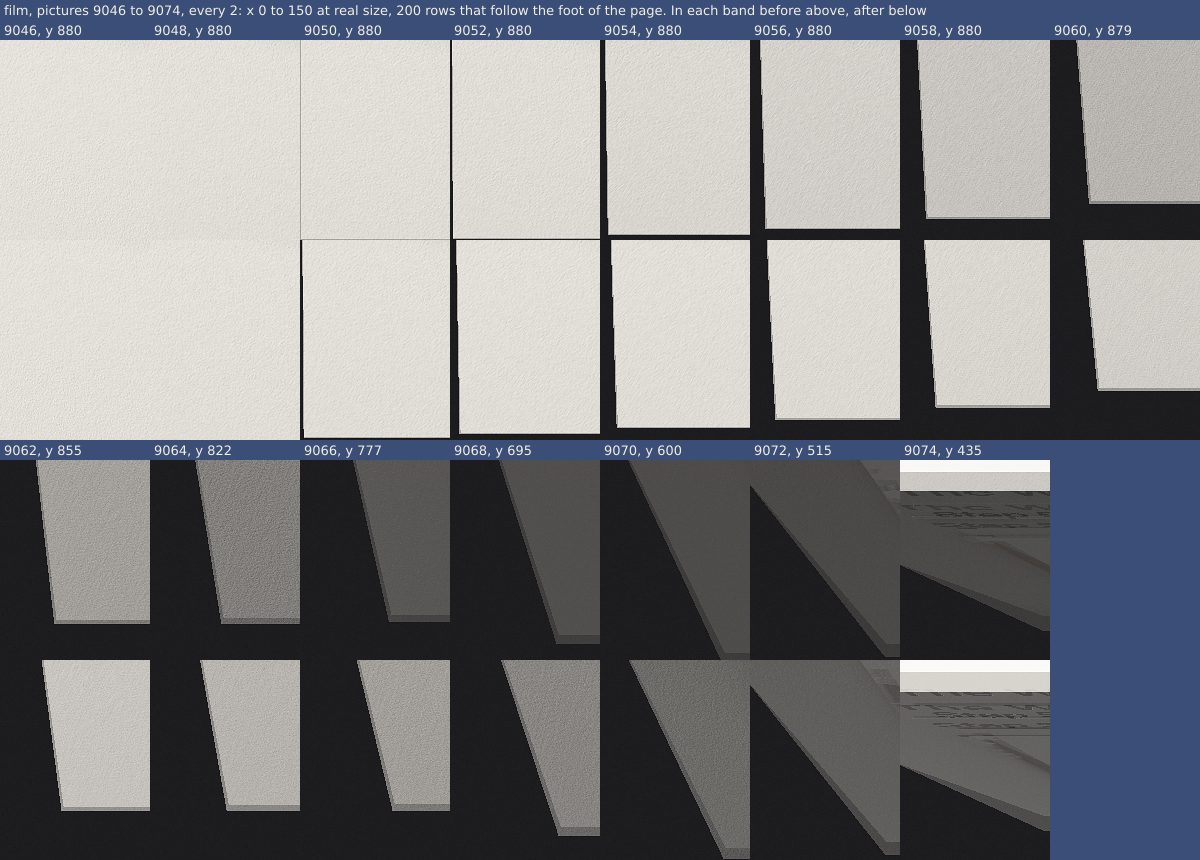 film, pictures 9046 to 9074, every 2: x 0 to 150 at real size, 200 rows that follow the foot of the page. In each band before above, after below
9046, y 880
9048, y 880
9050, y 880
9052, y 880
9054, y 880
9056, y 880
9058, y 880
9060, y 879
9062, y 855
9064, y 822
9066, y 777
9068, y 695
9070, y 600
9072, y 515
9074, y 435